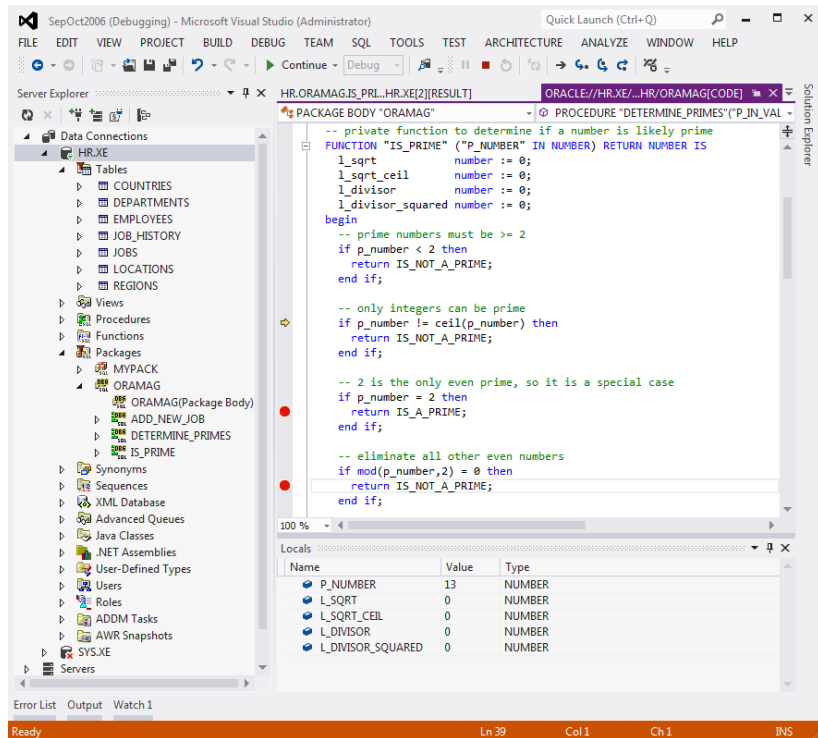 SepOct2006 (Debugging) - Microsoft Visual Studio (Administrator)
Quick Launch (Ctrl+Q)
FILE EDIT VIEW PROJECT BUILD DEBUG TEAM SQL TOOLS TEST ARCHITECTURE ANALYZE WINDOW HELP
Continue Debug
Server Explorer
Data Connections
HR.XE
Tables
COUNTRIES
DEPARTMENTS
EMPLOYEES
JOB_HISTORY
JOBS
LOCATIONS
REGIONS
Views
Procedures
Functions
Packages
MYPACK
ORAMAG
ORAMAG(Package Body)
ADD_NEW_JOB
DETERMINE_PRIMES
IS_PRIME
Synonyms
Sequences
XML Database
Advanced Queues
Java Classes
.NET Assemblies
User-Defined Types
Users
Roles
ADDM Tasks
AWR Snapshots
SYS.XE
Servers
HR.ORAMAG.IS_PRI...HR.XE[2][RESULT]
ORACLE://HR.XE/...HR/ORAMAG[CODE]
PACKAGE BODY "ORAMAG"
PROCEDURE "DETERMINE_PRIMES"("P_IN_VAL
-- private function to determine if a number is likely prime
FUNCTION "IS_PRIME" ("P_NUMBER" IN NUMBER) RETURN NUMBER IS
l_sqrt number := 0;
l_sqrt_ceil number := 0;
l_divisor number := 0;
l_divisor_squared number := 0;
begin
-- prime numbers must be >= 2
if p_number < 2 then
return IS_NOT_A_PRIME;
end if;
-- only integers can be prime
if p_number != ceil(p_number) then
return IS_NOT_A_PRIME;
end if;
-- 2 is the only even prime, so it is a special case
if p_number = 2 then
return IS_A_PRIME;
end if;
-- eliminate all other even numbers
if mod(p_number,2) = 0 then
return IS_NOT_A_PRIME;
end if;
100 %
Solution Explorer
Locals
Name Value Type
P_NUMBER 13 NUMBER
L_SQRT 0 NUMBER
L_SQRT_CEIL 0 NUMBER
L_DIVISOR 0 NUMBER
L_DIVISOR_SQUARED 0 NUMBER
Error List Output Watch 1
Ready Ln 39 Col 1 Ch 1 INS